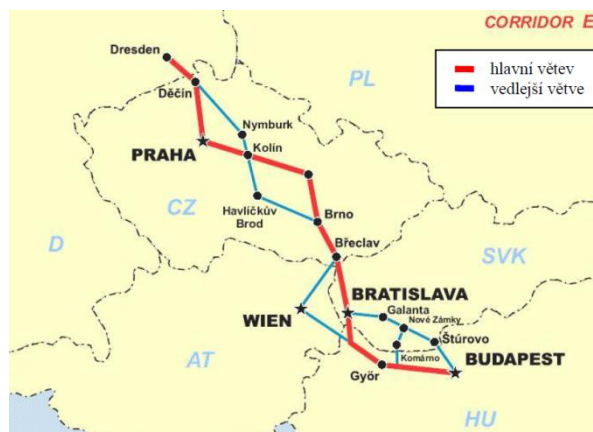 CORRIDOR E
hlavní větev
vedlejší větve
Dresden
PL
Děčín
Nymburk
PRAHA
Kolín
CZ
Havlíčkův
Brod
Brno
D
Břeclav
SVK
BRATISLAVA
Galanta
WIEN
Nové Zámky
Štúrovo
AT
Komárno
BUDAPEST
Györ
HU